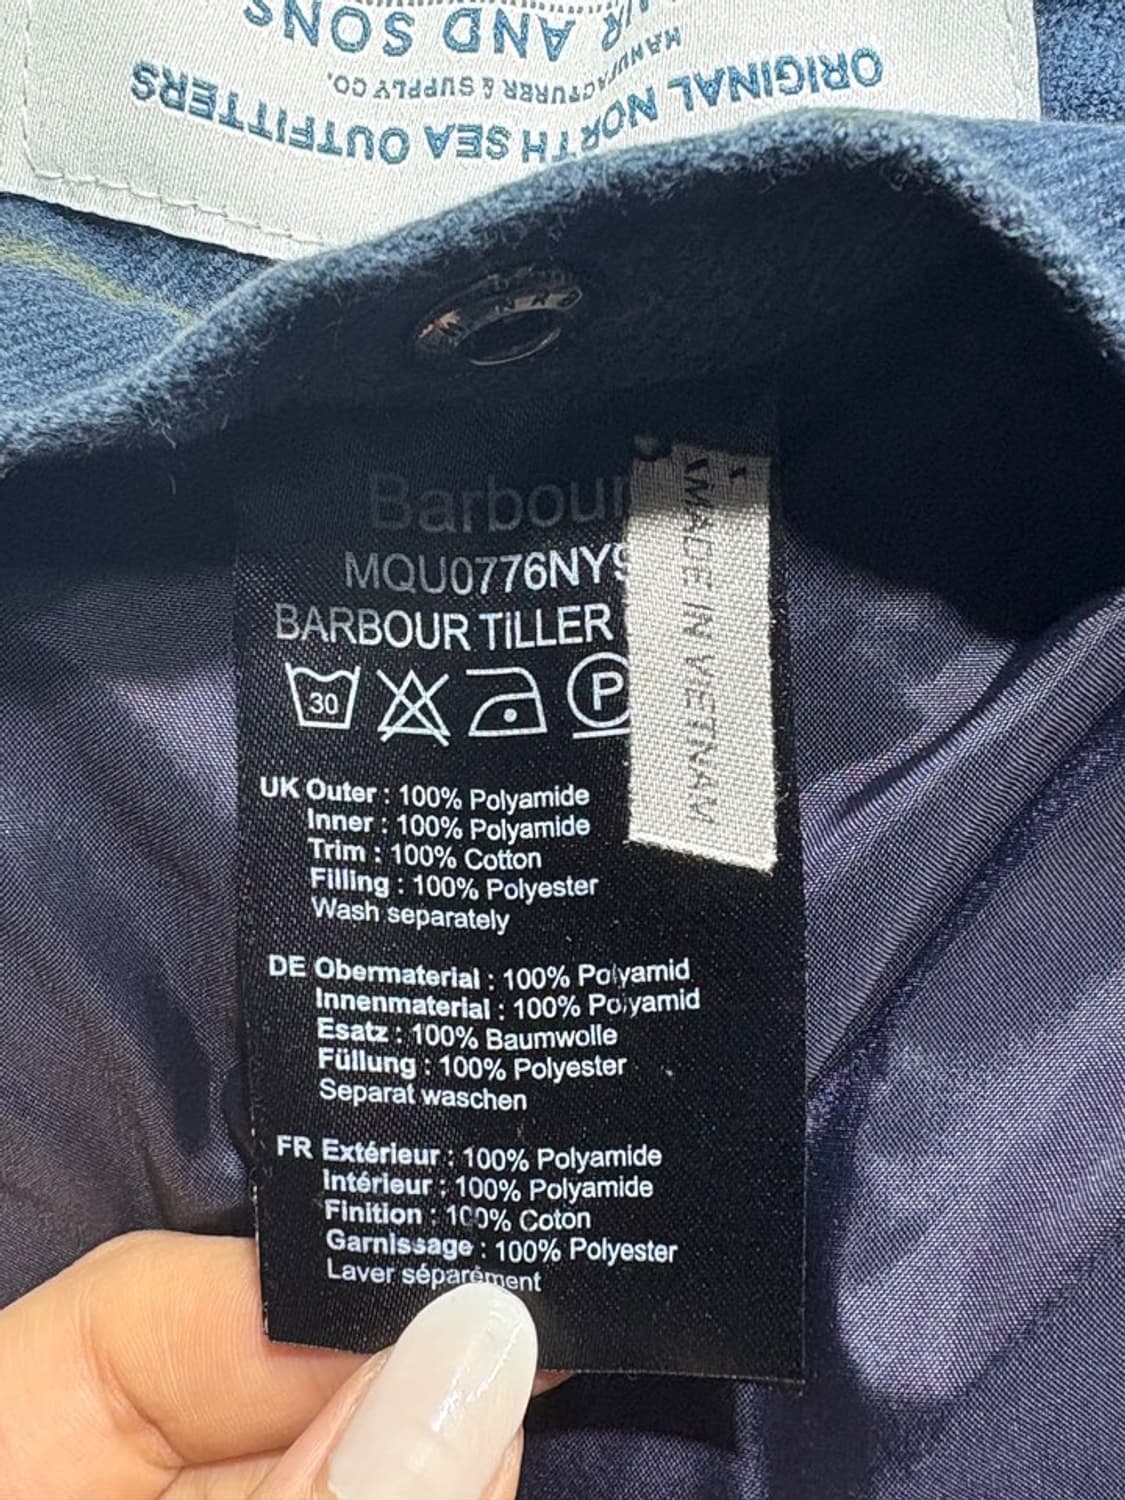 AND SONS
MANUFACTURER & SUPPLY CO.
ORIGINAL NORTH SEA OUTFITTERS
Barbour
MQU0776NY9
BARBOUR TILLER
30
P
MADE IN VIETNAM
UK Outer : 100% Polyamide
Inner : 100% Polyamide
Trim : 100% Cotton
Filling : 100% Polyester
Wash separately
DE Obermaterial : 100% Polyamid
Innenmaterial : 100% Polyamid
Esatz : 100% Baumwolle
Füllung : 100% Polyester
Separat waschen
FR Extérieur : 100% Polyamide
Intérieur : 100% Polyamide
Finition : 100% Coton
Garnissage : 100% Polyester
Laver séparément